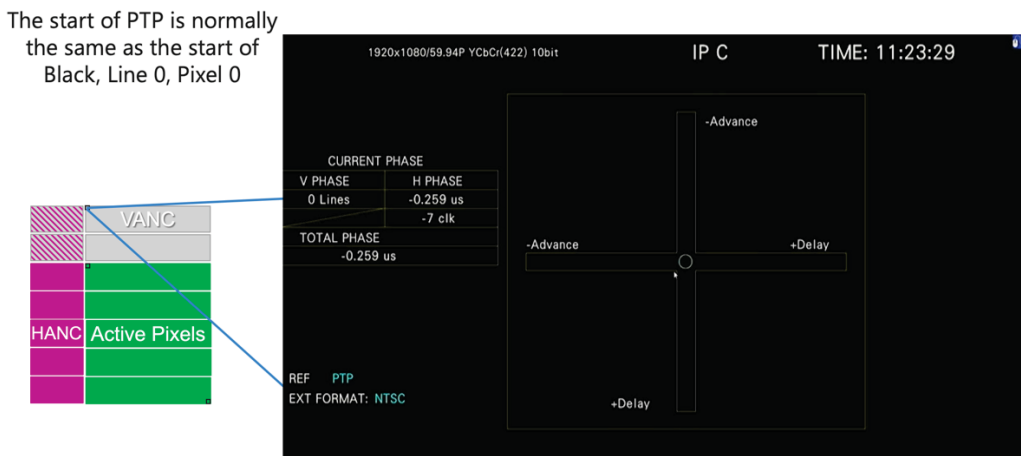 The start of PTP is normally
the same as the start of
Black, Line 0, Pixel 0
1920x1080/59.94P YCbCr(422) 10bit
IP C
TIME: 11:23:29
CURRENT PHASE
V PHASE
H PHASE
0 Lines
-0.259 us
-7 clk
TOTAL PHASE
-0.259 us
-Advance
-Advance
+Delay
+Delay
REF PTP
EXT FORMAT: NTSC
VANC
HANC
Active Pixels